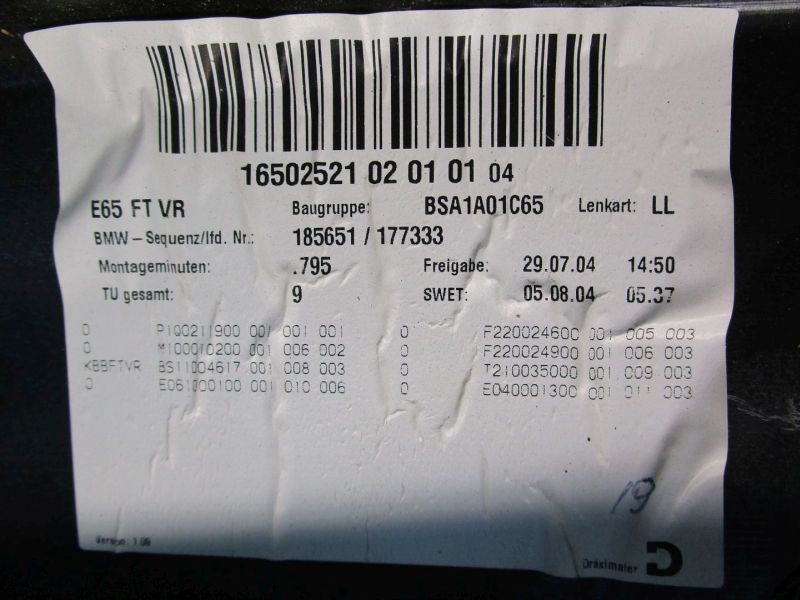 16502521 02 01 01 04
E65 FT VR Baugruppe: BSA1A01C65 Lenkart: LL
BMW – Sequenz/lfd. Nr.: 185651 / 177333
Montageminuten: .795 Freigabe: 29.07.04 14:50
TU gesamt: 9 SWET: 05.08.04 05.37
0 P100211900 001 001 001 0 F220024600 001 005 003
0 M100010200 001 006 002 0 F220024900 001 006 003
KBBFTVR BS11004617 001 008 003 0 T210035000 001 009 003
0 E061000100 001 010 006 0 E040001300 001 011 003
19
Version: 1.09
Dräxlmaier